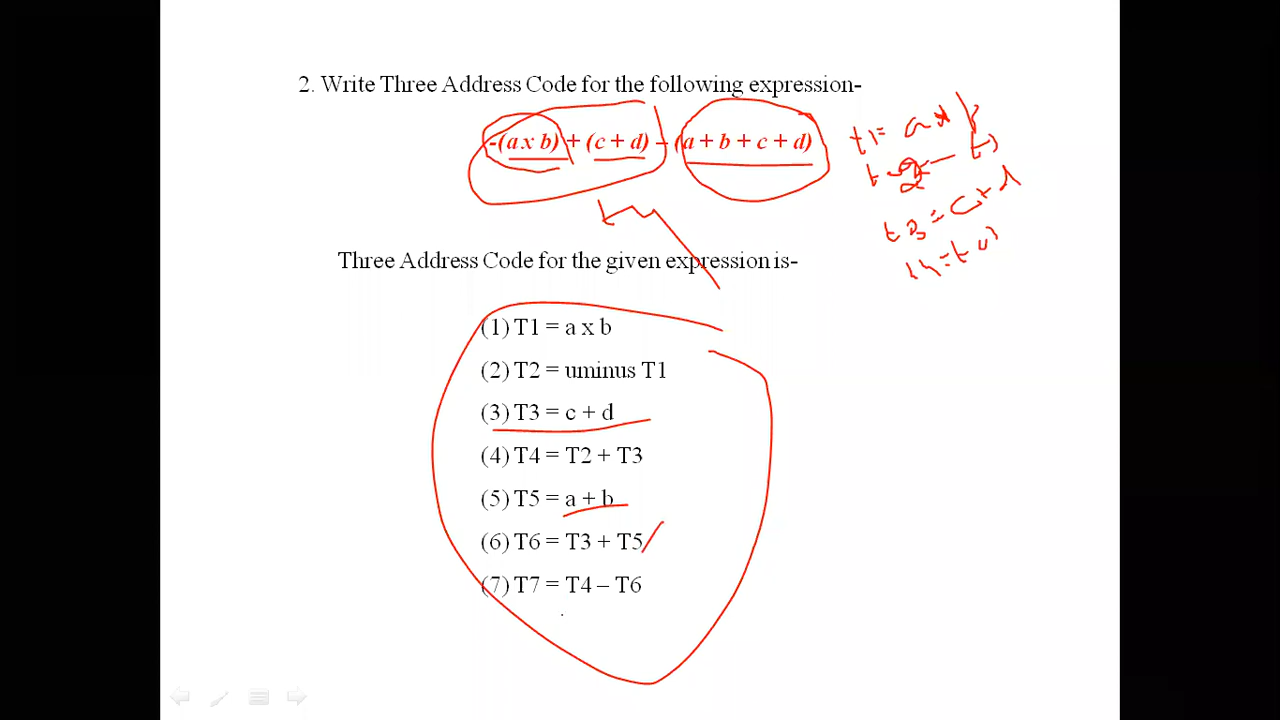 2. Write Three Address Code for the following expression-
-(a x b) + (c + d) – (a + b + c + d)
t1= a x b
t3 = c+d
Three Address Code for the given expression is-
(1) T1 = a x b
(2) T2 = uminus T1
(3) T3 = c + d
(4) T4 = T2 + T3
(5) T5 = a + b
(6) T6 = T3 + T5
(7) T7 = T4 – T6